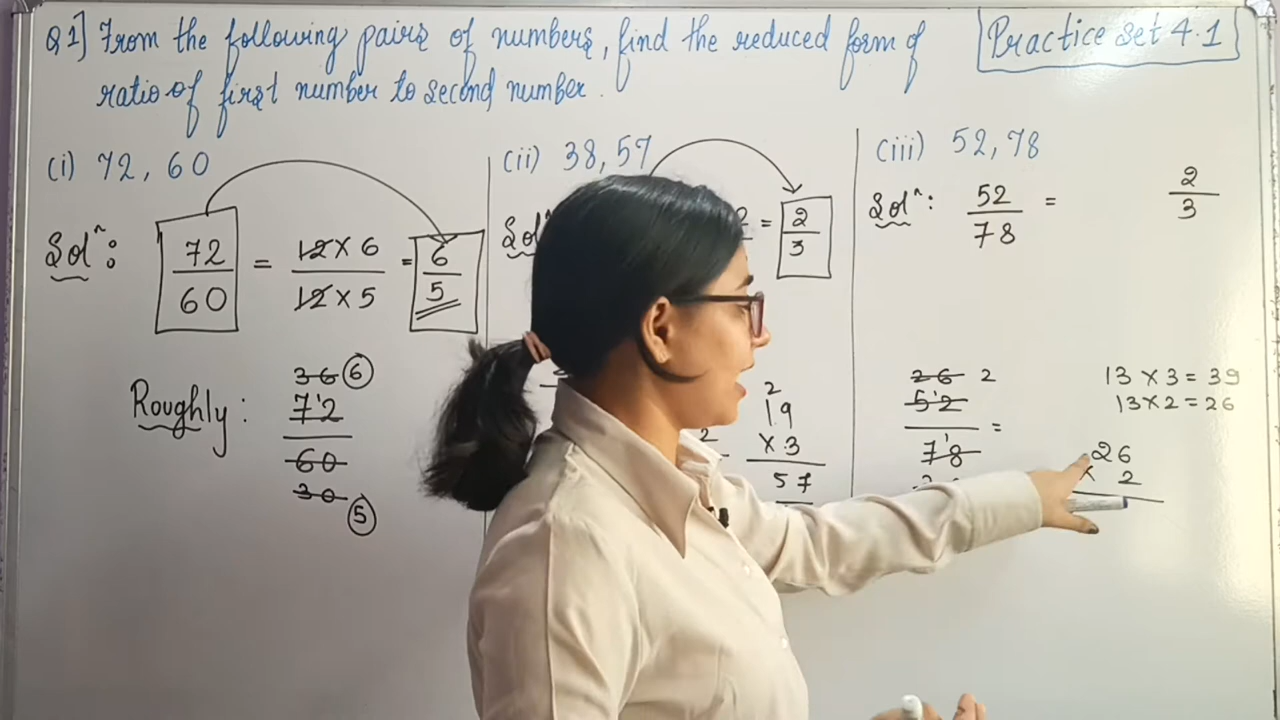 Q1] From the following pairs of numbers, find the reduced form of
ratio of first number to second number.
Practice set 4.1
(i) 72, 60
Solⁿ:
72
60
=
12 x 6
12 x 5
=
6
5
Roughly:
36 6
72
60
30
5
(ii) 38, 57
=
2
3
2
19
x 3
57
(iii) 52, 78
Solⁿ:
52
78
=
2
3
26 2
52
78
=
13 x 3 = 39
13 x 2 = 26
26
x 2